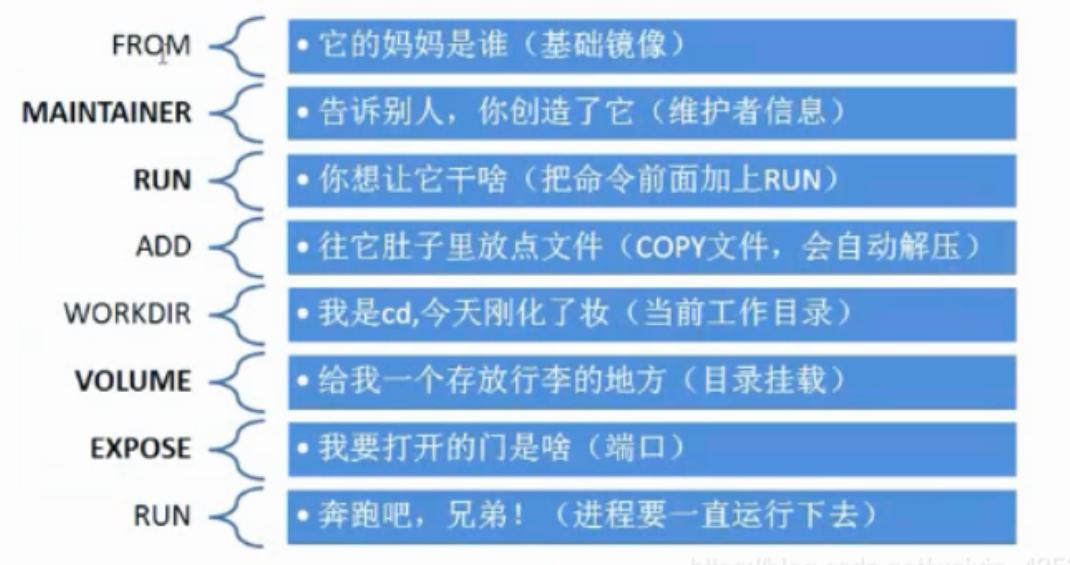 FROM • 它的妈妈是谁（基础镜像）
MAINTAINER • 告诉别人，你创造了它（维护者信息）
RUN • 你想让它干啥（把命令前面加上RUN）
ADD • 往它肚子里放点文件（COPY文件，会自动解压）
WORKDIR • 我是cd,今天刚化了妆（当前工作目录）
VOLUME • 给我一个存放行李的地方（目录挂载）
EXPOSE • 我要打开的门是啥（端口）
RUN • 奔跑吧，兄弟！（进程要一直运行下去）